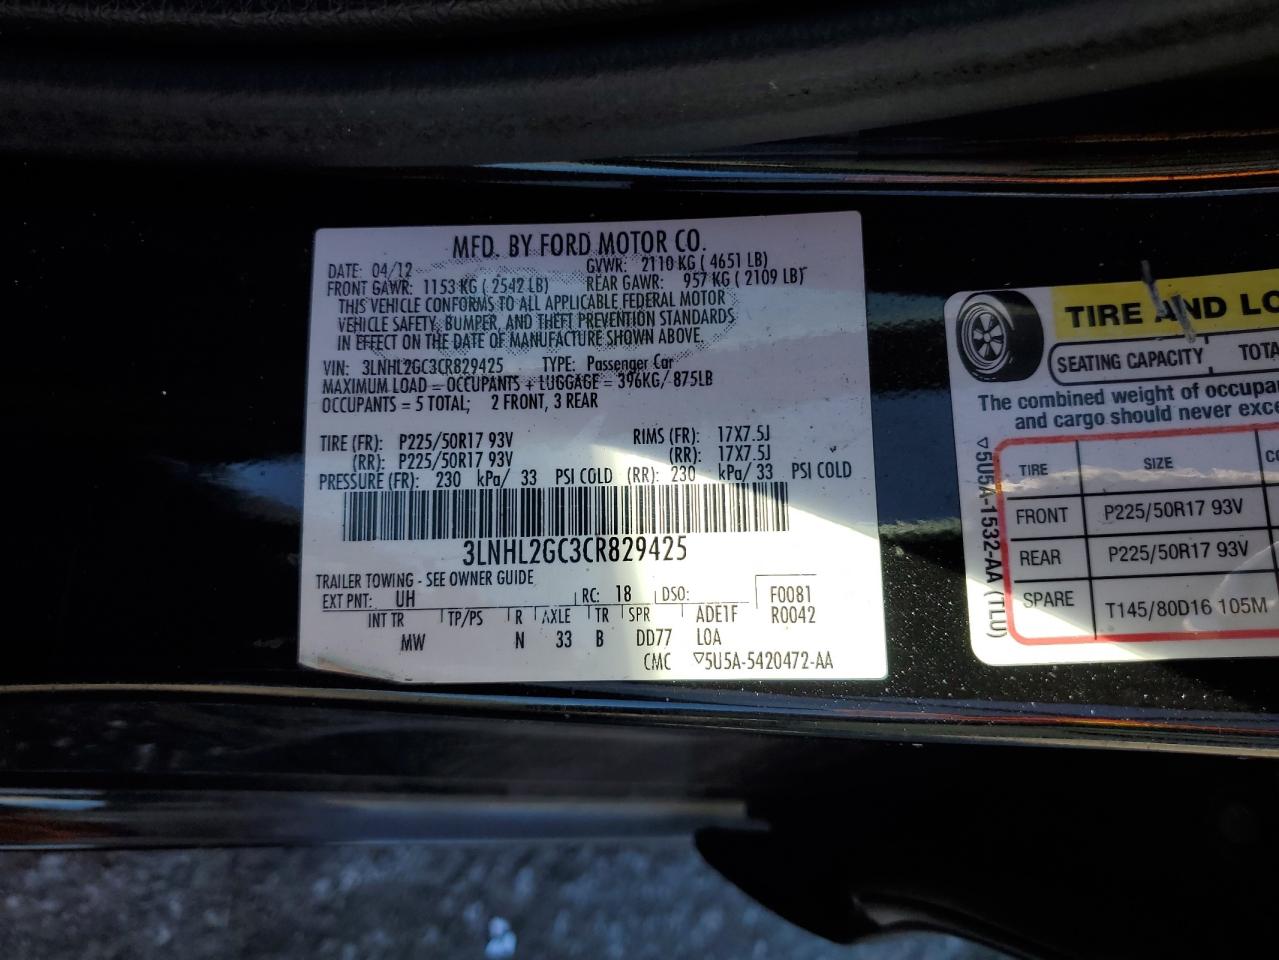 MFD. BY FORD MOTOR CO.
DATE: 04/12 GVWR: 2110 KG ( 4651 LB)
FRONT GAWR: 1153 KG ( 2542 LB) REAR GAWR: 957 KG ( 2109 LB)
THIS VEHICLE CONFORMS TO ALL APPLICABLE FEDERAL MOTOR
VEHICLE SAFETY, BUMPER, AND THEFT PREVENTION STANDARDS
IN EFFECT ON THE DATE OF MANUFACTURE SHOWN ABOVE.
VIN: 3LNHL2GC3CR829425 TYPE: Passenger Car
MAXIMUM LOAD = OCCUPANTS + LUGGAGE = 396KG/ 875LB
OCCUPANTS = 5 TOTAL; 2 FRONT, 3 REAR
TIRE (FR): P225/50R17 93V RIMS (FR): 17X7.5J
(RR): P225/50R17 93V (RR): 17X7.5J
PRESSURE (FR): 230 kPa/ 33 PSI COLD (RR): 230 kPa/ 33 PSI COLD
3LNHL2GC3CR829425
TRAILER TOWING - SEE OWNER GUIDE
EXT PNT: UH RC: 18 DSO: F0081
INT TR TP/PS R AXLE TR SPR ADE1F R0042
MW N 33 B DD77 LOA
CMC ▽5U5A-5420472-AA
TIRE AND LO
SEATING CAPACITY TOTA
The combined weight of occupa
and cargo should never exce
▽5U5A-1532-AA (TLU)
TIRE SIZE CO
FRONT P225/50R17 93V
REAR P225/50R17 93V
SPARE T145/80D16 105M